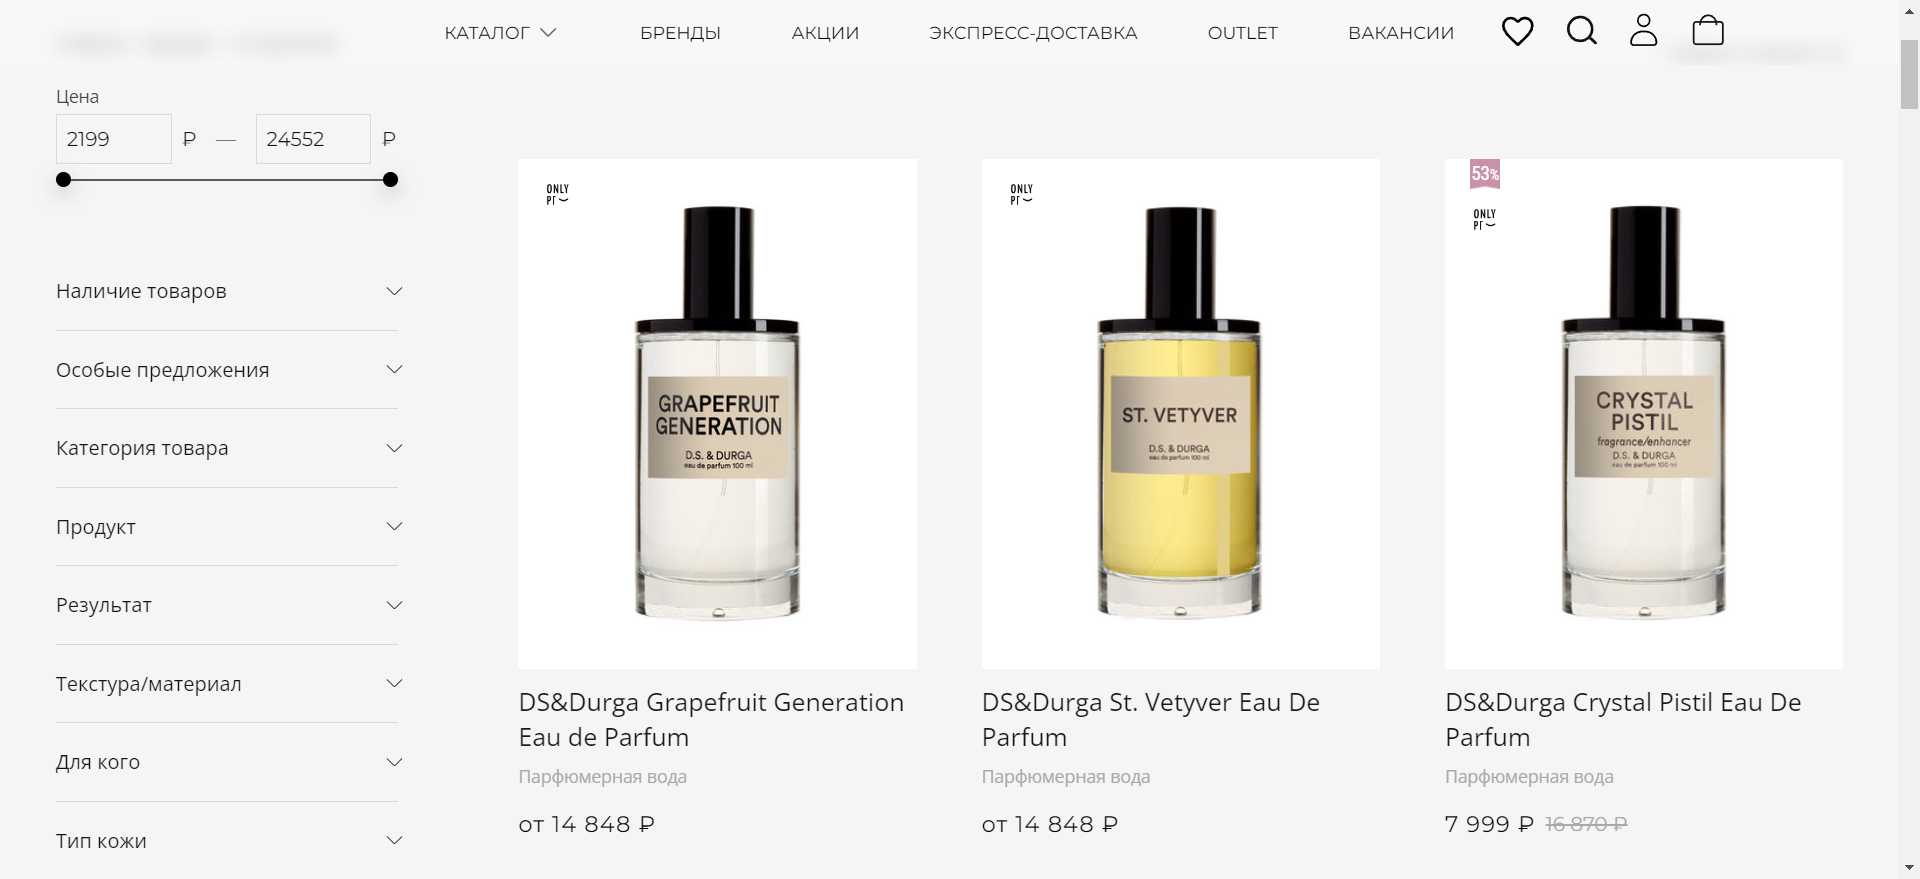 КАТАЛОГ
БРЕНДЫ
АКЦИИ
ЭКСПРЕСС-ДОСТАВКА
OUTLET
ВАКАНСИИ
Цена
2199 ₽ — 24552 ₽
Наличие товаров
Особые предложения
Категория товара
Продукт
Результат
Текстура/материал
Для кого
Тип кожи
ONLY
РГ
GRAPEFRUIT
GENERATION
D.S. & DURGA
eau de parfum 100 ml
DS&Durga Grapefruit Generation
Eau de Parfum
Парфюмерная вода
от 14 848 ₽
ONLY
РГ
ST. VETYVER
D.S. & DURGA
eau de parfum 100 ml
DS&Durga St. Vetyver Eau De
Parfum
Парфюмерная вода
от 14 848 ₽
53%
ONLY
РГ
CRYSTAL
PISTIL
fragrance/enhancer
D.S. & DURGA
eau de parfum 100 ml
DS&Durga Crystal Pistil Eau De
Parfum
Парфюмерная вода
7 999 ₽ 16 870 ₽